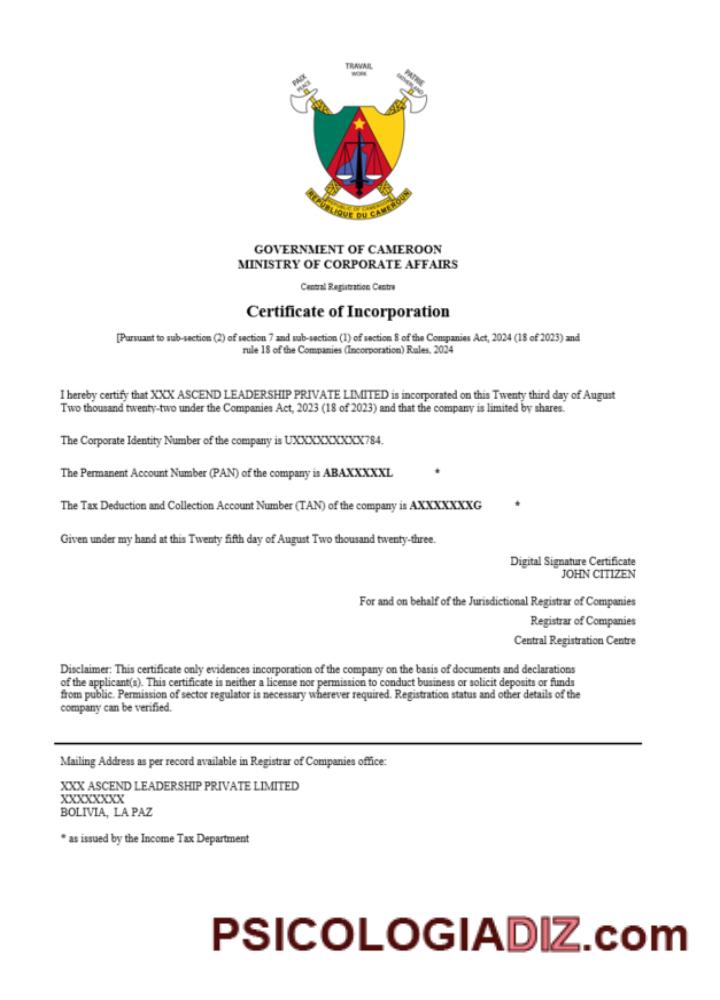 TRAVAIL
WORK
PAIX
PEACE
PATRIE
FATHERLAND
REPUBLIC OF CAMEROON
REPUBLIQUE DU CAMEROUN
GOVERNMENT OF CAMEROON
MINISTRY OF CORPORATE AFFAIRS
Central Registration Centre
Certificate of Incorporation
[Pursuant to sub-section (2) of section 7 and sub-section (1) of section 8 of the Companies Act, 2024 (18 of 2023) and
rule 18 of the Companies (Incorporation) Rules, 2024
I hereby certify that XXX ASCEND LEADERSHIP PRIVATE LIMITED is incorporated on this Twenty third day of August
Two thousand twenty-two under the Companies Act, 2023 (18 of 2023) and that the company is limited by shares.
The Corporate Identity Number of the company is UXXXXXXXXXX784.
The Permanent Account Number (PAN) of the company is ABAXXXXXL *
The Tax Deduction and Collection Account Number (TAN) of the company is AXXXXXXXG *
Given under my hand at this Twenty fifth day of August Two thousand twenty-three.
Digital Signature Certificate
JOHN CITIZEN
For and on behalf of the Jurisdictional Registrar of Companies
Registrar of Companies
Central Registration Centre
Disclaimer: This certificate only evidences incorporation of the company on the basis of documents and declarations
of the applicant(s). This certificate is neither a license nor permission to conduct business or solicit deposits or funds
from public. Permission of sector regulator is necessary wherever required. Registration status and other details of the
company can be verified.
Mailing Address as per record available in Registrar of Companies office:
XXX ASCEND LEADERSHIP PRIVATE LIMITED
XXXXXXXX
BOLIVIA, LA PAZ
* as issued by the Income Tax Department
PSICOLOGIADIZ.com